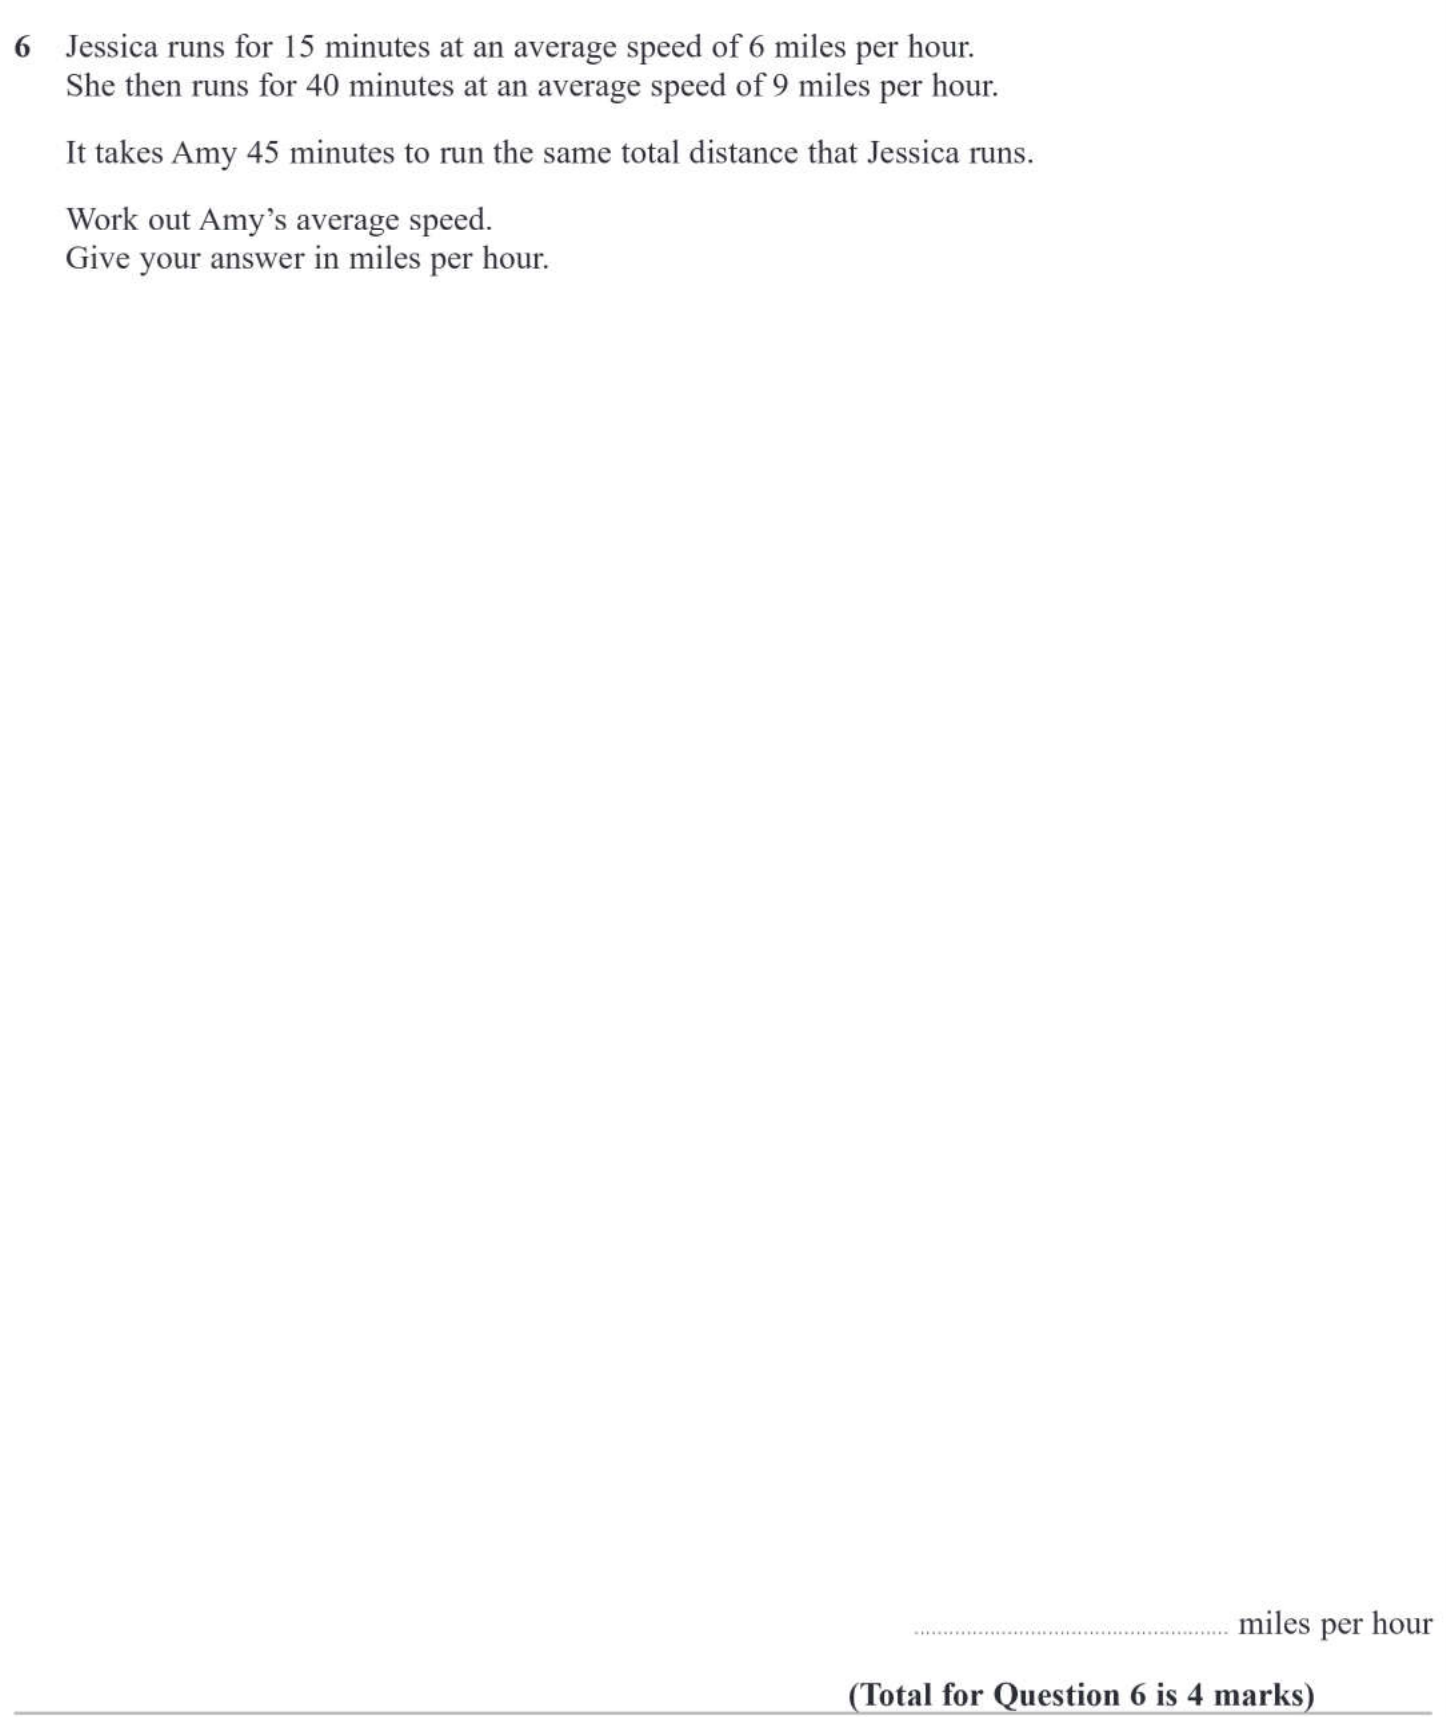 6 Jessica runs for 15 minutes at an average speed of 6 miles per hour.
She then runs for 40 minutes at an average speed of 9 miles per hour.
It takes Amy 45 minutes to run the same total distance that Jessica runs.
Work out Amy’s average speed.
Give your answer in miles per hour.
...................................................... miles per hour
(Total for Question 6 is 4 marks)